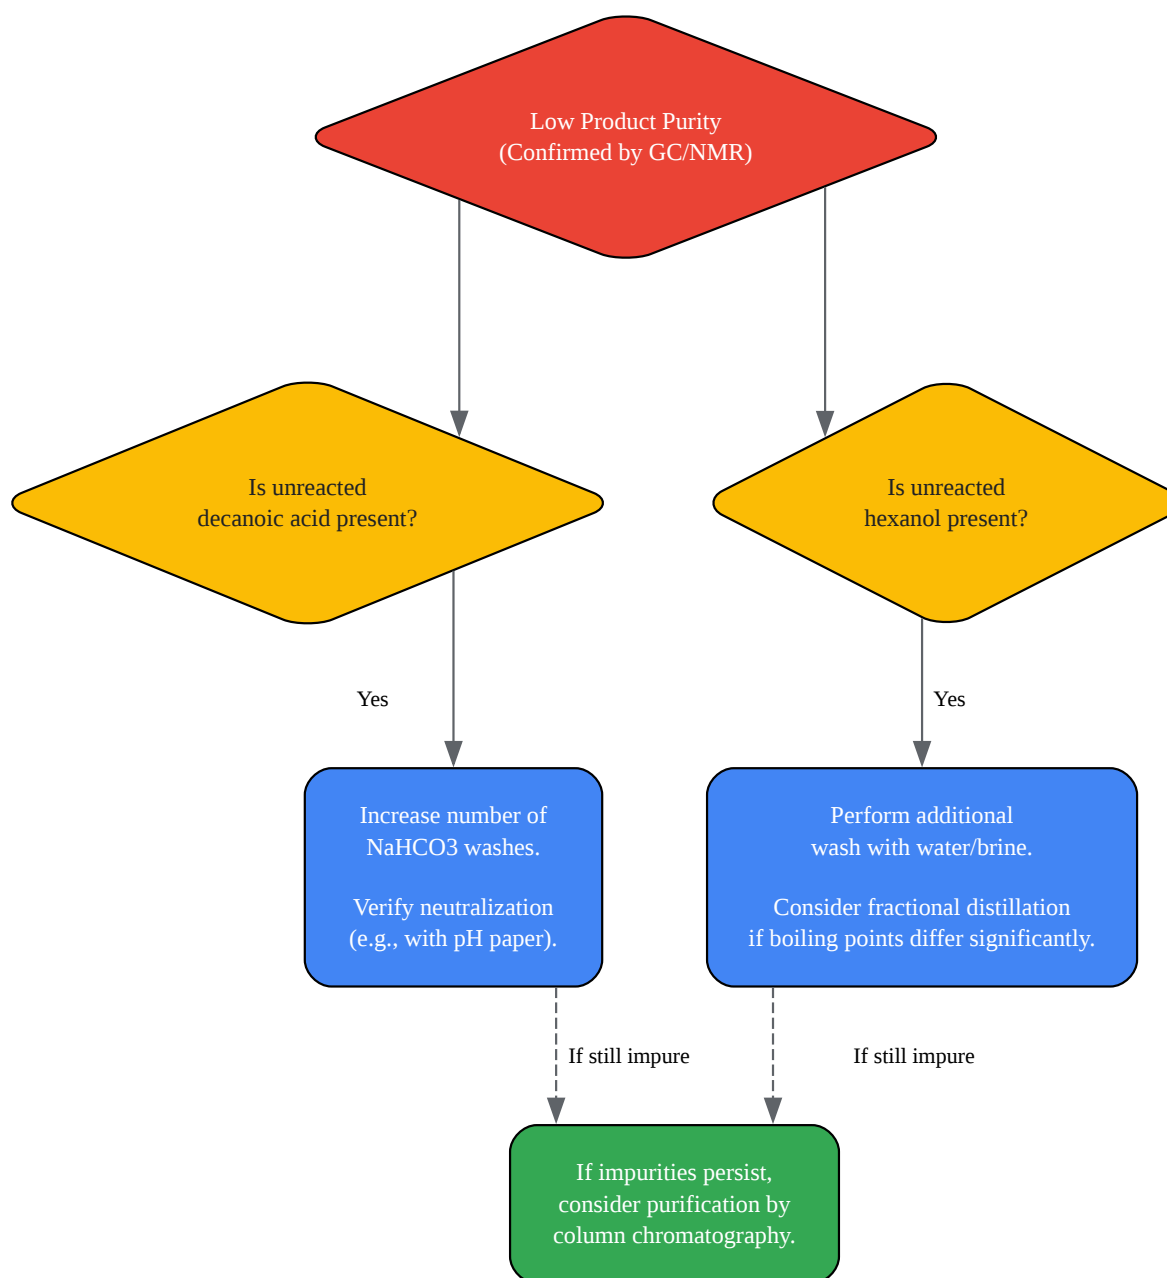 Low Product Purity
(Confirmed by GC/NMR)
Is unreacted
decanoic acid present?
Is unreacted
hexanol present?
Yes
Yes
Increase number of
NaHCO3 washes.
Verify neutralization
(e.g., with pH paper).
Perform additional
wash with water/brine.
Consider fractional distillation
if boiling points differ significantly.
If still impure
If still impure
If impurities persist,
consider purification by
column chromatography.